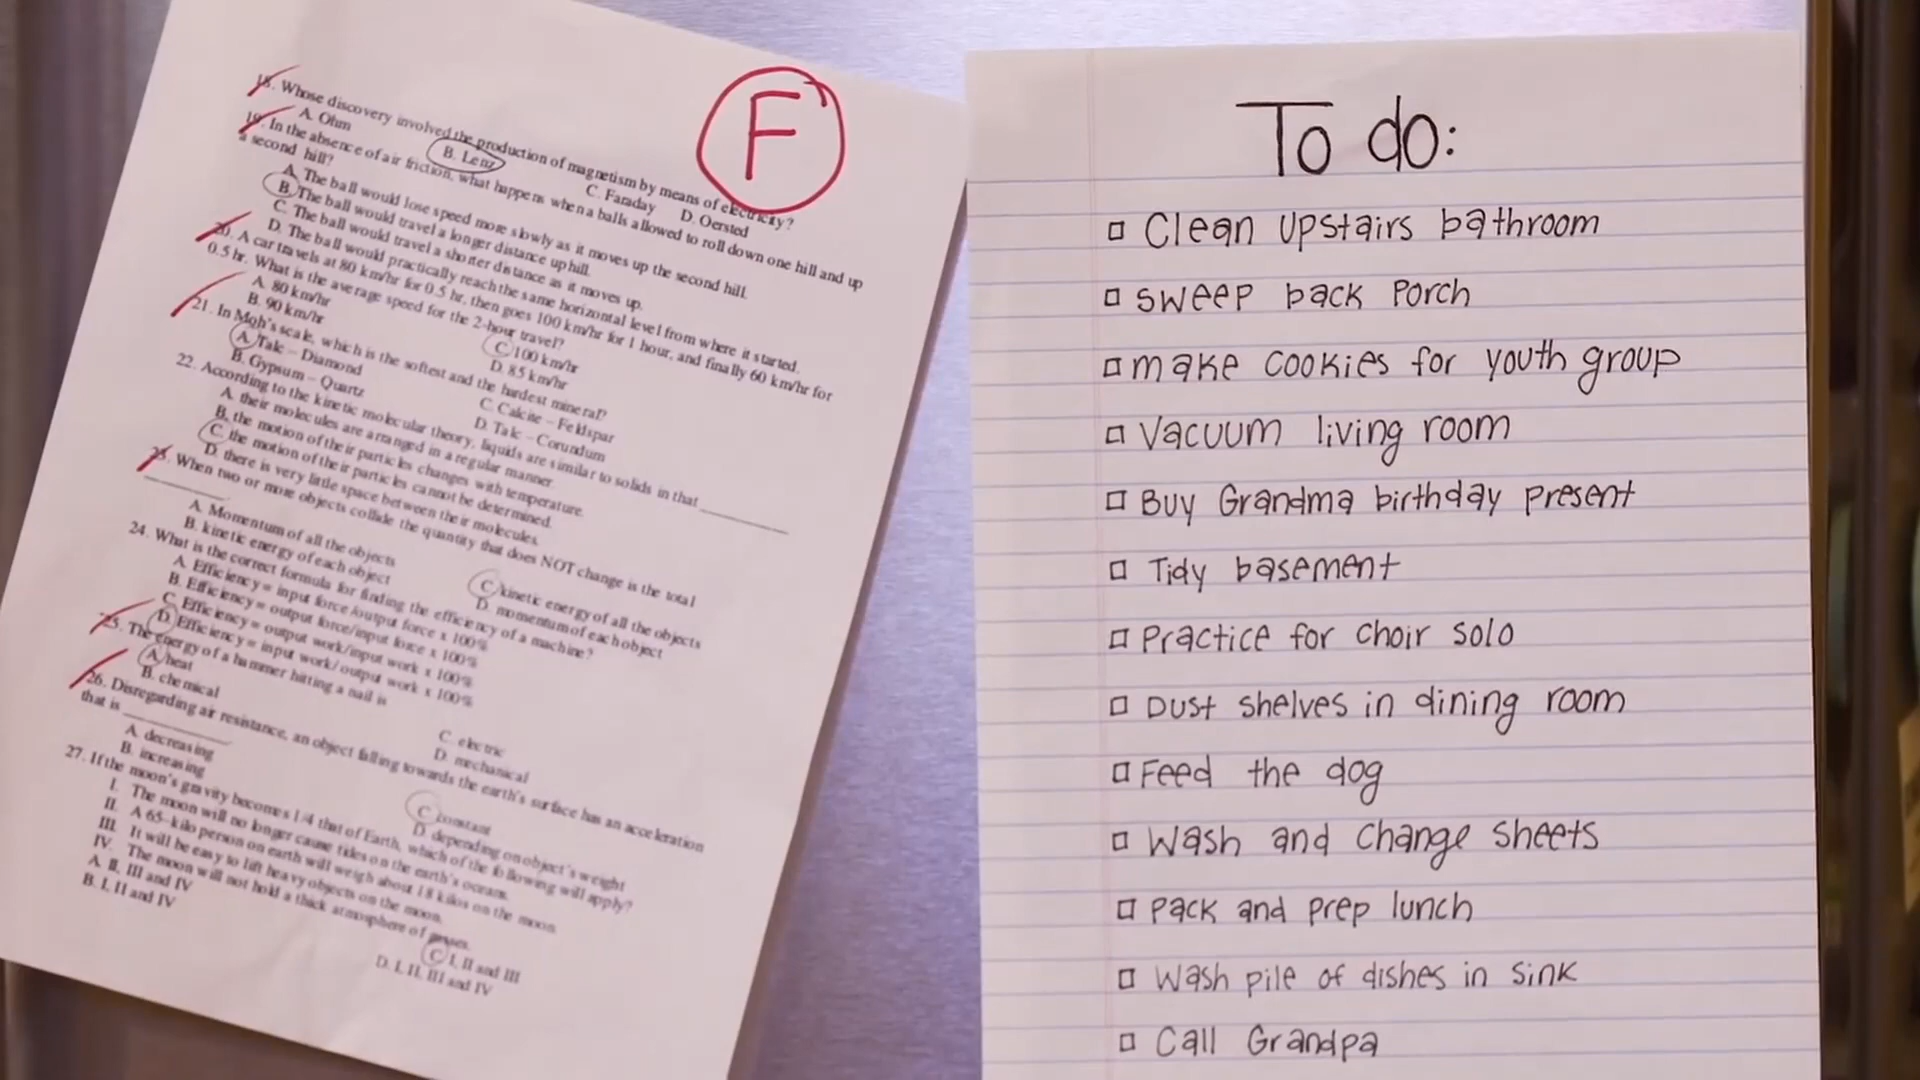 F
18. Whose discovery involved the production of magnetism by means of electricity?
A. Ohm
B. Lenz
C. Faraday
D. Oersted
19. In the absence of air friction, what happens when a balls allowed to roll down one hill and up
a second hill?
A. The ball would lose speed more slowly as it moves up the second hill.
B. The ball would travel a longer distance uphill.
C. The ball would travel a shorter distance as it moves up.
D. The ball would practically reach the same horizontal level from where it started.
20. A car travels at 80 km/hr for 0.5 hr, then goes 100 km/hr for 1 hour, and finally 60 km/hr for
0.5 hr. What is the average speed for the 2-hour travel?
A. 80 km/hr
B. 90 km/hr
C. 100 km/hr
D. 85 km/hr
21. In Moh's scale, which is the softest and the hardest mineral?
A. Talc – Diamond
B. Gypsum – Quartz
C. Calcite – Feldspar
D. Talc – Corundum
22. According to the kinetic molecular theory, liquids are similar to solids in that
A. their molecules are arranged in a regular manner.
B. the motion of their particles changes with temperature.
C. the motion of their particles cannot be determined.
D. there is very little space between their molecules.
23. When two or more objects collide the quantity that does NOT change is the total
A. Momentum of all the objects
B. kinetic energy of each object
C. kinetic energy of all the objects
D. momentum of each object
24. What is the correct formula for finding the efficiency of a machine?
A. Efficiency = input force /output force x 100%
B. Efficiency = output force/input force x 100%
C. Efficiency = output work/input work x 100%
D. Efficiency = input work/ output work x 100%
25. The energy of a hammer hitting a nail is
A. heat
B. chemical
C. electric
D. mechanical
26. Disregarding air resistance, an object falling towards the earth's surface has an acceleration
that is
A. decreasing
B. increasing
C. constant
D. depending on object's weight
27. If the moon's gravity becomes 1/4 that of Earth, which of the following will apply?
I. The moon will no longer cause tides on the earth's oceans.
II. A 65-kilo person on earth will weigh about 18 kilos on the moon.
III. It will be easy to lift heavy objects on the moon.
IV. The moon will not hold a thick atmosphere of gasses.
A. II, III and IV
B. I, II and IV
C. I, II and III
D. I, II, III and IV
To do:
Clean upstairs bathroom
sweep back porch
make cookies for youth group
Vacuum living room
Buy Grandma birthday present
Tidy basement
Practice for choir solo
Dust shelves in dining room
Feed the dog
Wash and change sheets
pack and prep lunch
Wash pile of dishes in sink
Call Grandpa